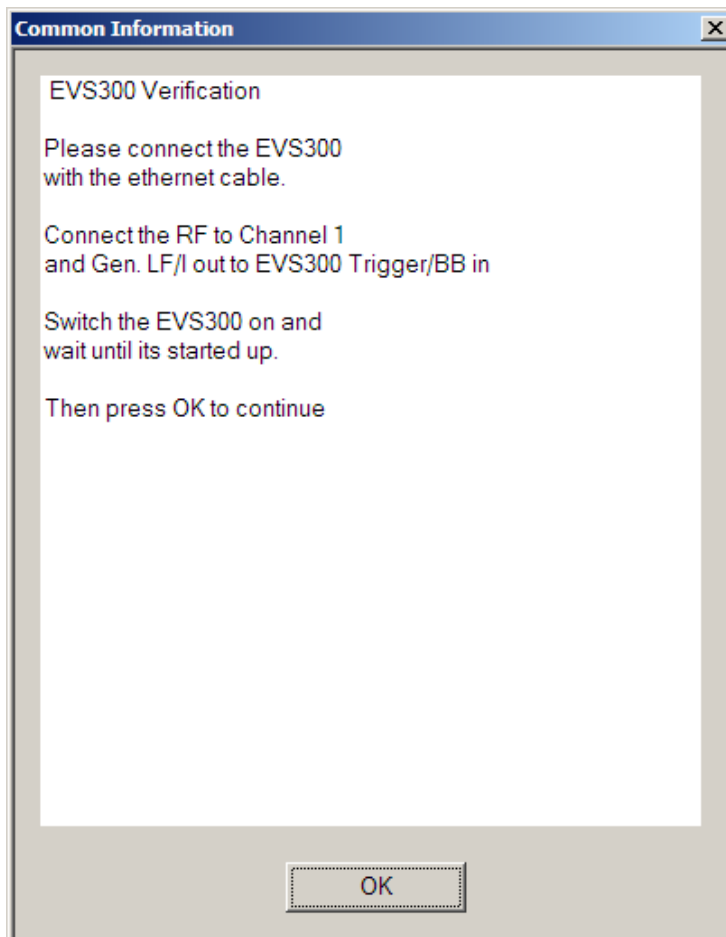 Common Information
EVS300 Verification
Please connect the EVS300
with the ethernet cable.
Connect the RF to Channel 1
and Gen. LF/I out to EVS300 Trigger/BB in
Switch the EVS300 on and
wait until its started up.
Then press OK to continue
OK